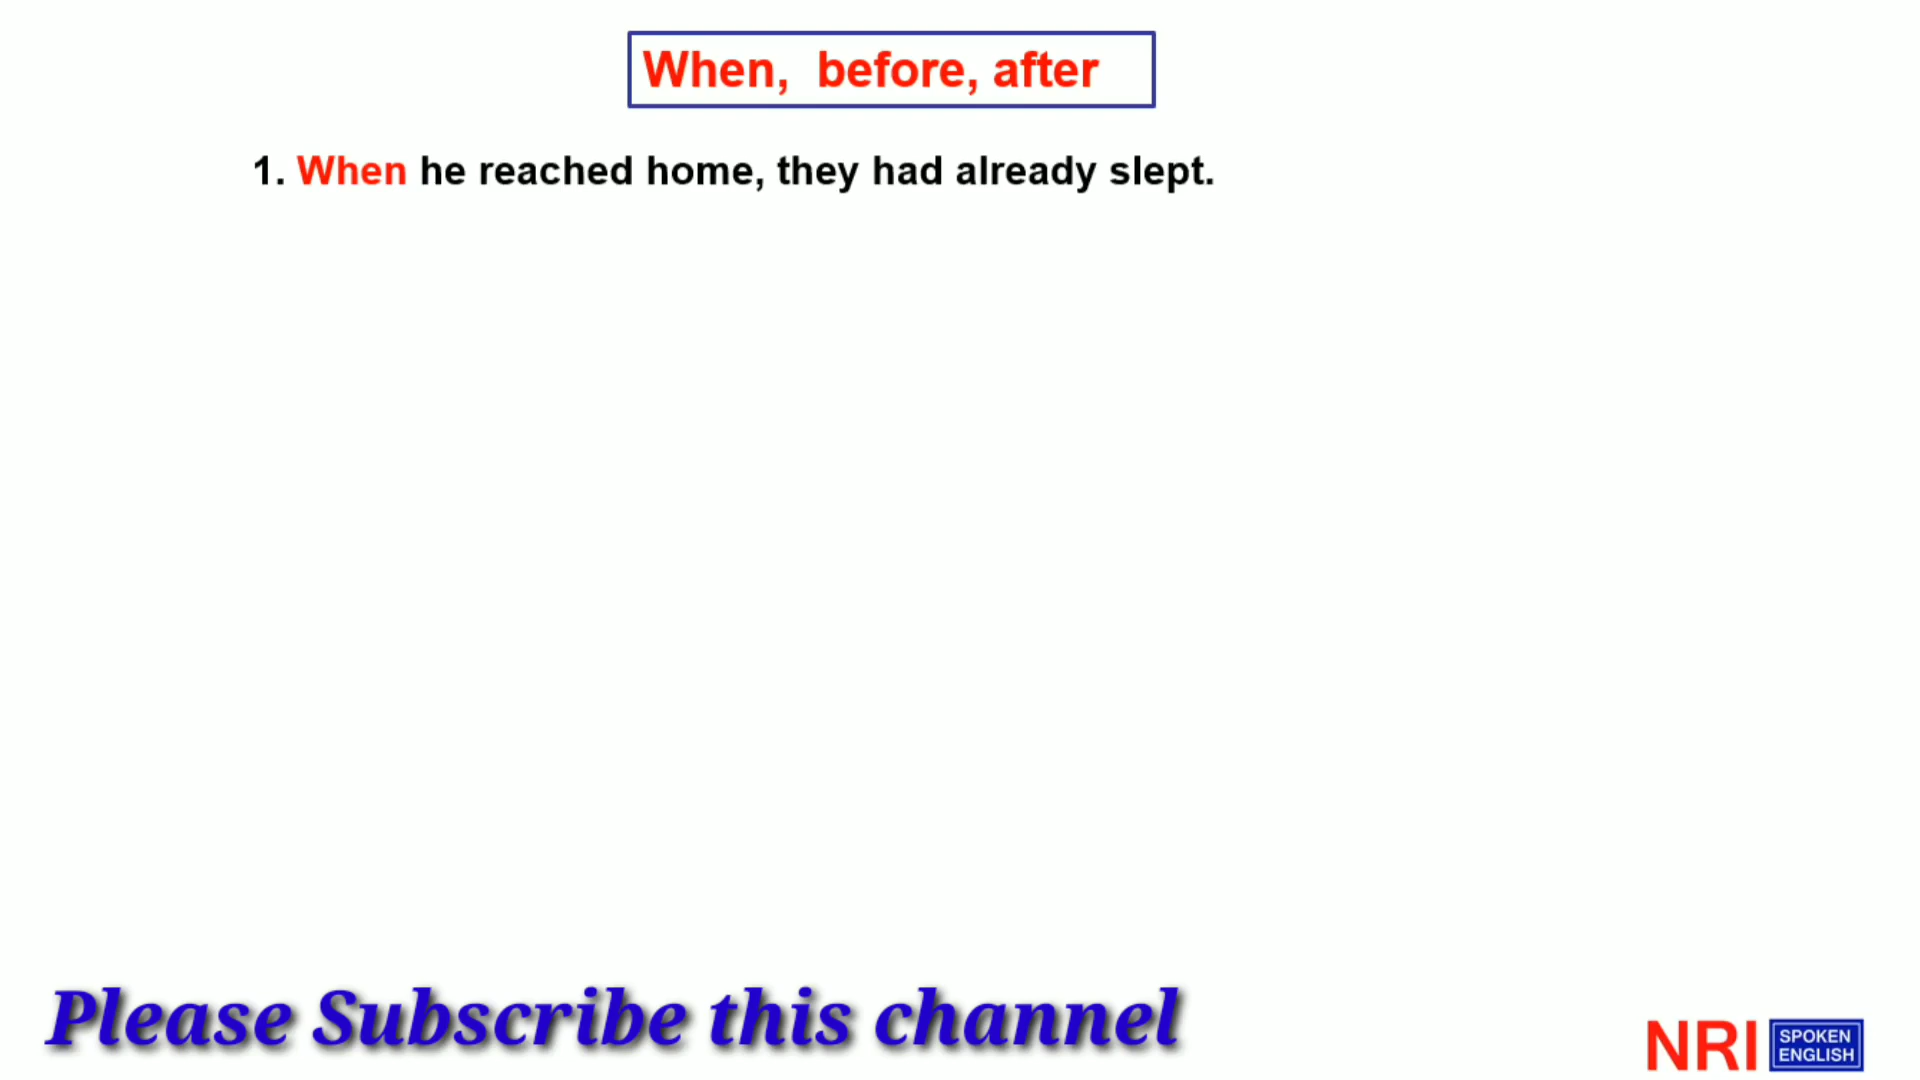 When, before, after
1. When he reached home, they had already slept.
Please Subscribe this channel
NRI SPOKEN
ENGLISH